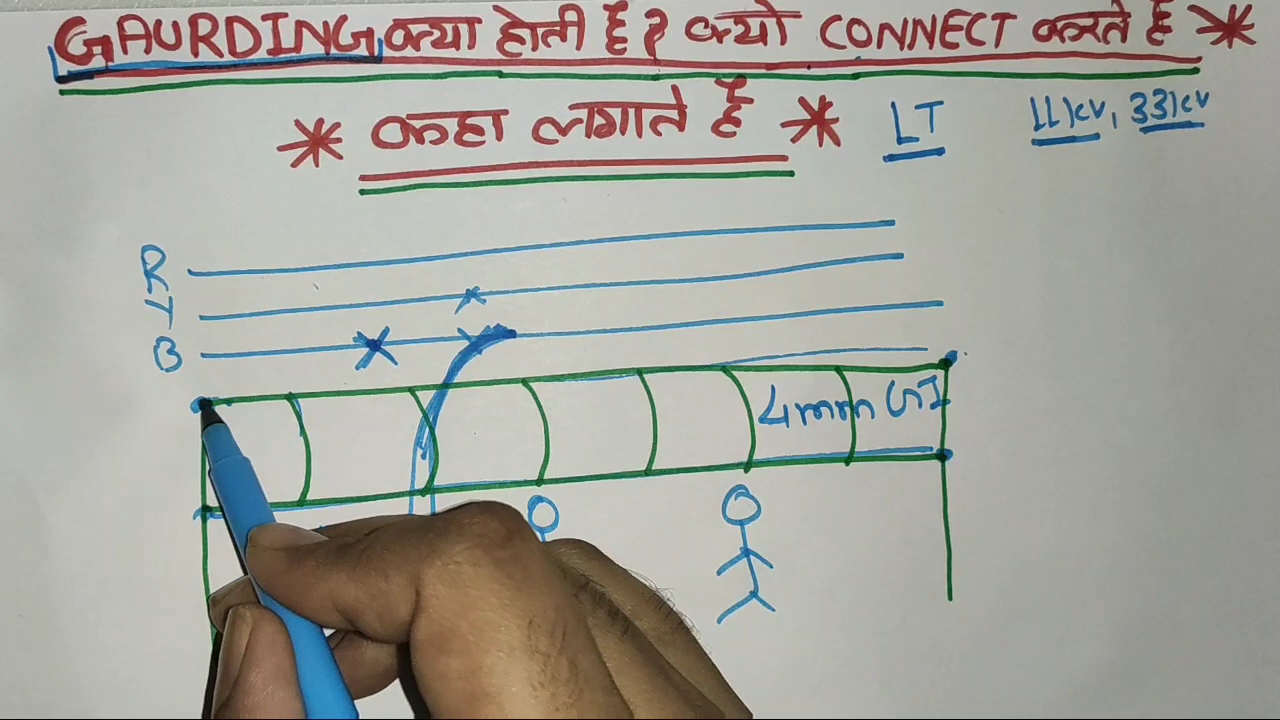 GAURDING क्या होती है? क्यों CONNECT करते है *
* कहा लगाते है *
LT
11kv, 33kv
R
Y
B
4mm GI